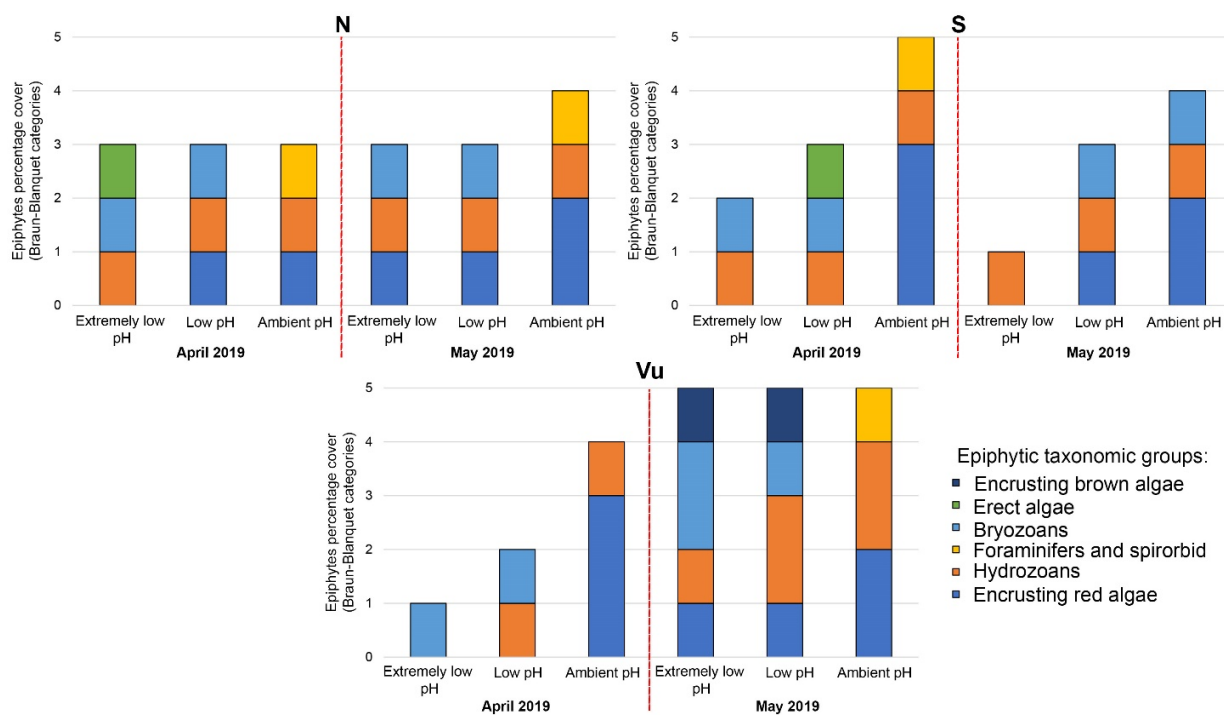 N
Epiphytes percentage cover
(Braun-Blanquet categories)
5
4
3
2
1
0
Extremely low
pH
Low pH
Ambient pH
Extremely low
pH
Low pH
Ambient pH
April 2019
May 2019
S
Epiphytes percentage cover
(Braun-Blanquet categories)
5
4
3
2
1
0
Extremely low
pH
Low pH
Ambient pH
Extremely low
pH
Low pH
Ambient pH
April 2019
May 2019
Vu
Epiphytes percentage cover
(Braun-Blanquet categories)
5
4
3
2
1
0
Extremely low
pH
Low pH
Ambient pH
Extremely low
pH
Low pH
Ambient pH
April 2019
May 2019
Epiphytic taxonomic groups:
Encrusting brown algae
Erect algae
Bryozoans
Foraminifers and spirorbid
Hydrozoans
Encrusting red algae